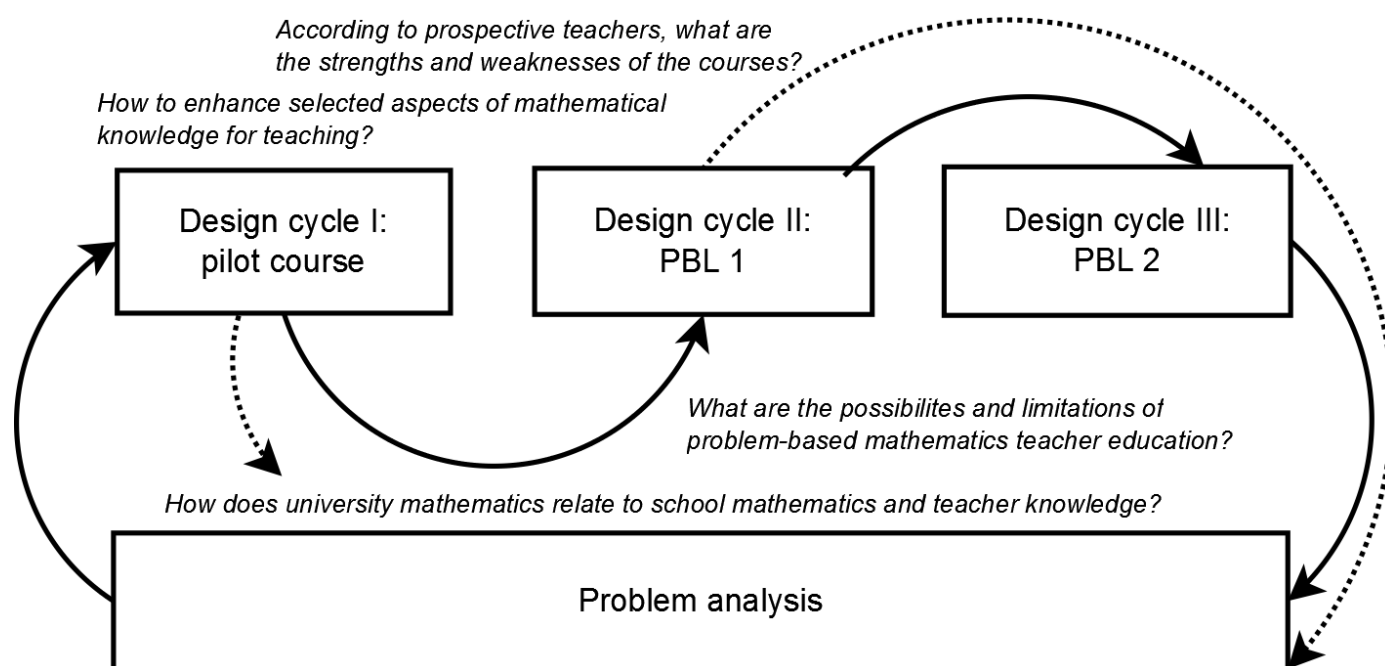 According to prospective teachers, what are
the strengths and weaknesses of the courses?
How to enhance selected aspects of mathematical
knowledge for teaching?
Design cycle I:
pilot course
Design cycle II:
PBL 1
Design cycle III:
PBL 2
What are the possibilites and limitations of
problem-based mathematics teacher education?
How does university mathematics relate to school mathematics and teacher knowledge?
Problem analysis